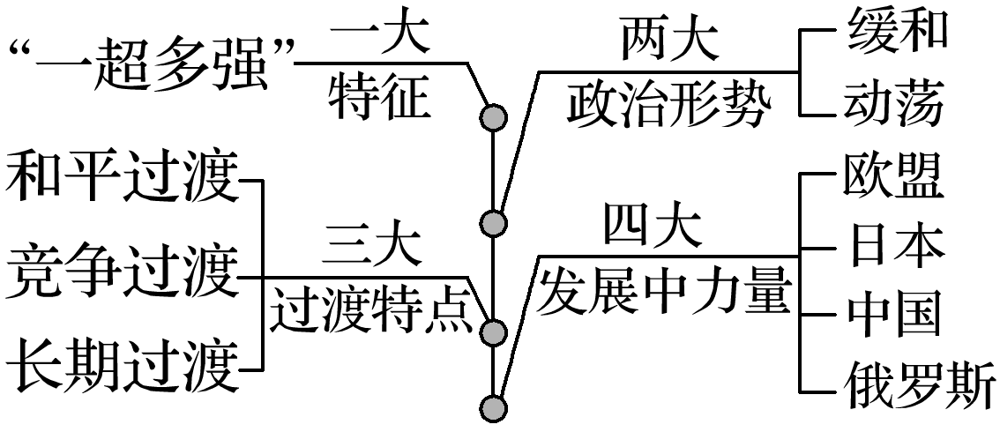 “一超多强”
一大
特征
两大
政治形势
缓和
动荡
和平过渡
竞争过渡
长期过渡
三大
过渡特点
四大
发展中力量
欧盟
日本
中国
俄罗斯